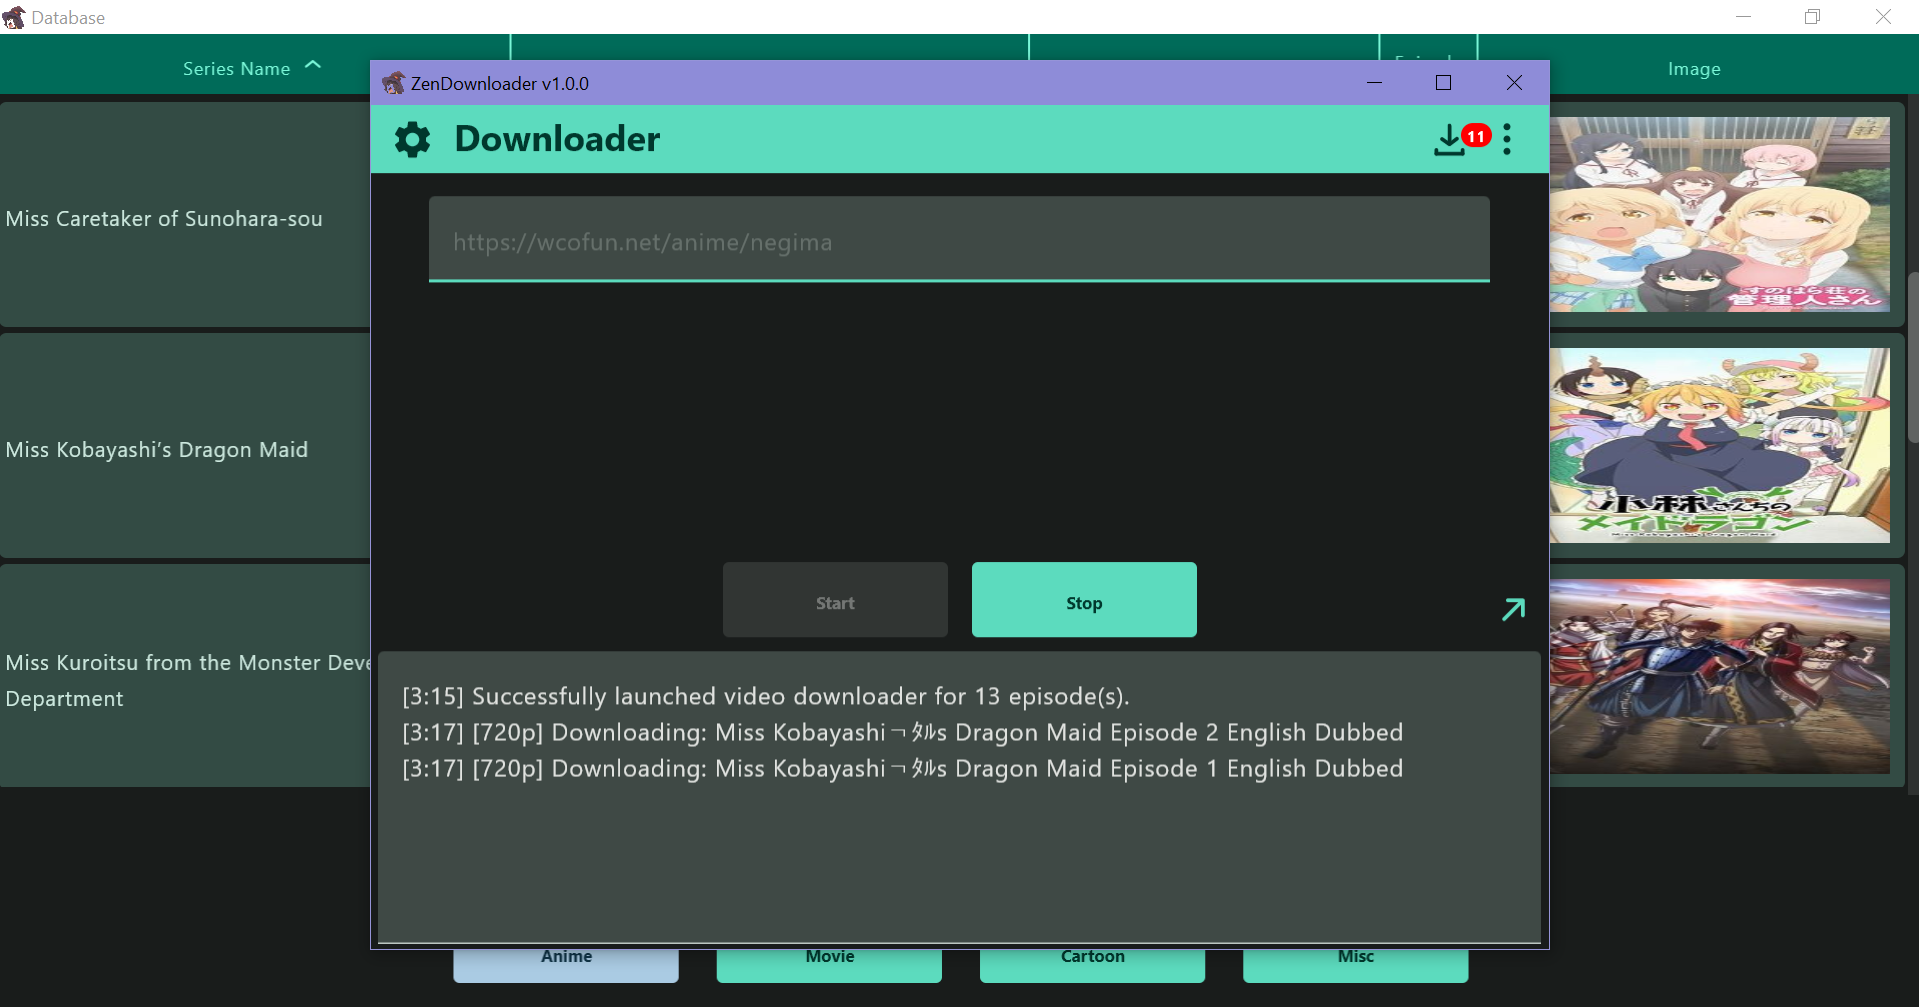 Database
Series Name
Image
ZenDownloader v1.0.0
Downloader
11
https://wcofun.net/anime/negima
Miss Caretaker of Sunohara-sou
すのはら荘の
管理人さん
Miss Kobayashi's Dragon Maid
小林さんちの
メイドラゴン
Miss Kobayashi's Dragon Maid
Start
Stop
Miss Kuroitsu from the Monster Deve
Department
[3:15] Successfully launched video downloader for 13 episode(s).
[3:17] [720p] Downloading: Miss Kobayashi¬ﾀﾙs Dragon Maid Episode 2 English Dubbed
[3:17] [720p] Downloading: Miss Kobayashi¬ﾀﾙs Dragon Maid Episode 1 English Dubbed
Anime
Movie
Cartoon
Misc